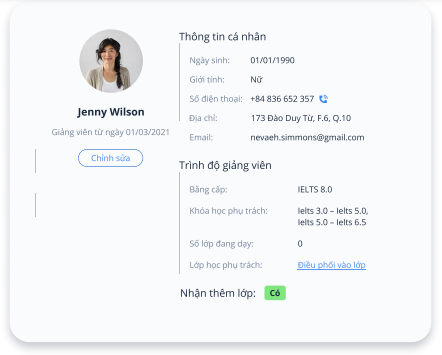 Jenny Wilson
Giảng viên từ ngày 01/03/2021
Chỉnh sửa
Thông tin cá nhân
Ngày sinh: 01/01/1990
Giới tính: Nữ
Số điện thoại: +84 836 652 357
Địa chỉ: 173 Đào Duy Từ, F.6, Q.10
Email: nevaeh.simmons@gmail.com
Trình độ giảng viên
Bằng cấp: IELTS 8.0
Khóa học phụ trách: Ielts 3.0 – Ielts 5.0,
Ielts 5.0 – Ielts 6.5
Số lớp đang dạy: 0
Lớp học phụ trách: Điều phối vào lớp
Nhận thêm lớp: Có